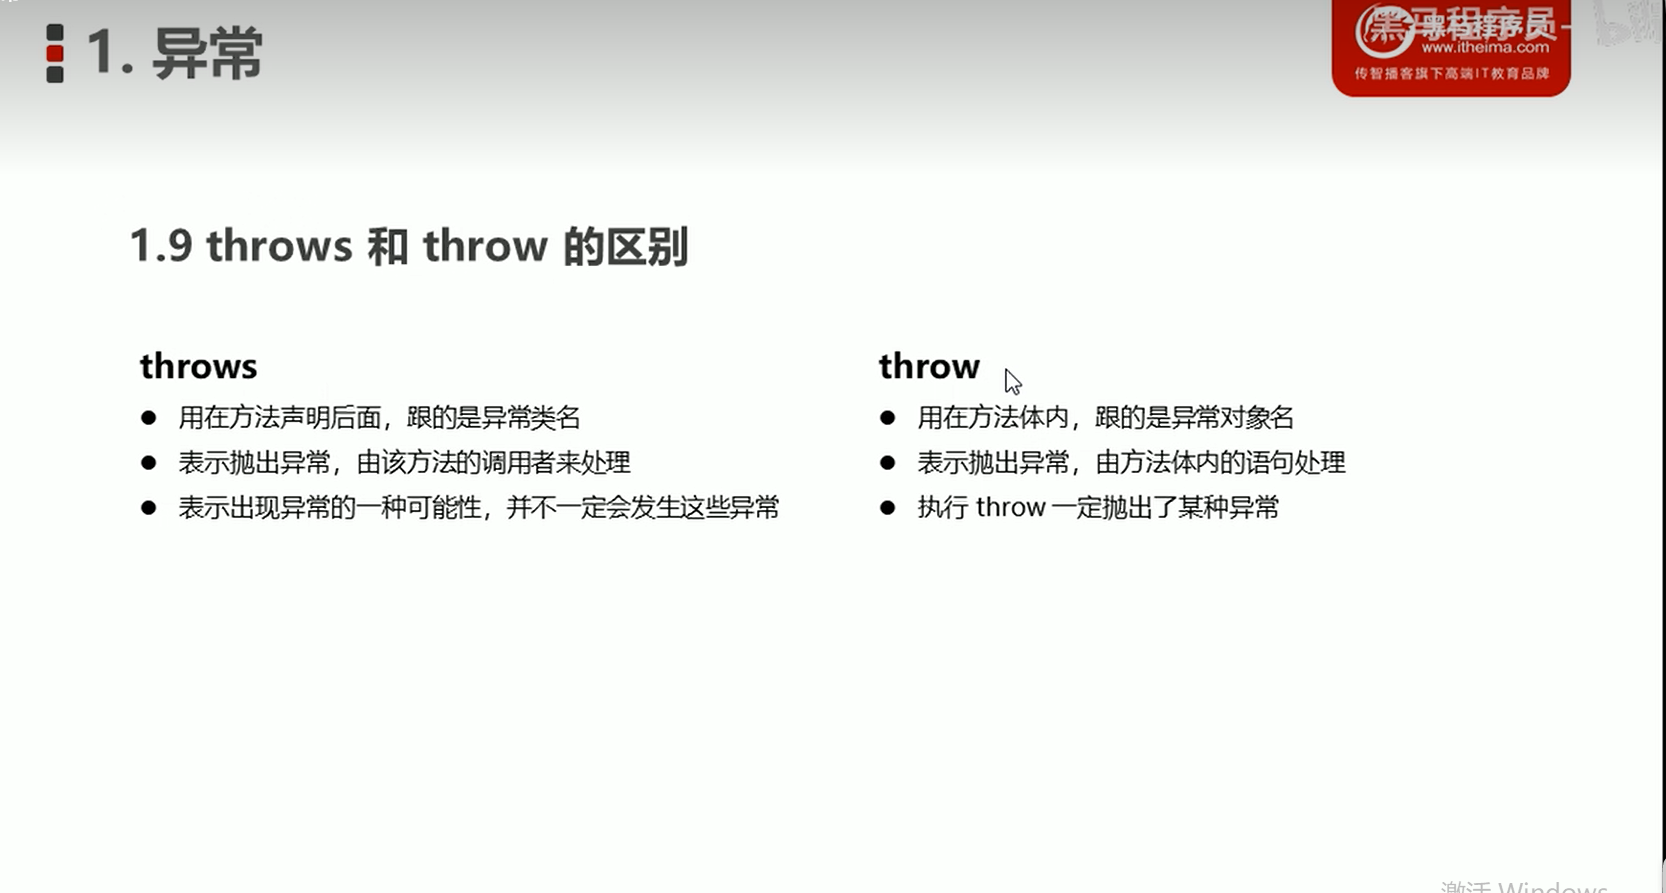 1. 异常
黑马程序员
www.itheima.com
传智播客旗下高端IT教育品牌
1.9 throws 和 throw 的区别
throws
● 用在方法声明后面，跟的是异常类名
● 表示抛出异常，由该方法的调用者来处理
● 表示出现异常的一种可能性，并不一定会发生这些异常
throw
● 用在方法体内，跟的是异常对象名
● 表示抛出异常，由方法体内的语句处理
● 执行 throw 一定抛出了某种异常
激活 Windows